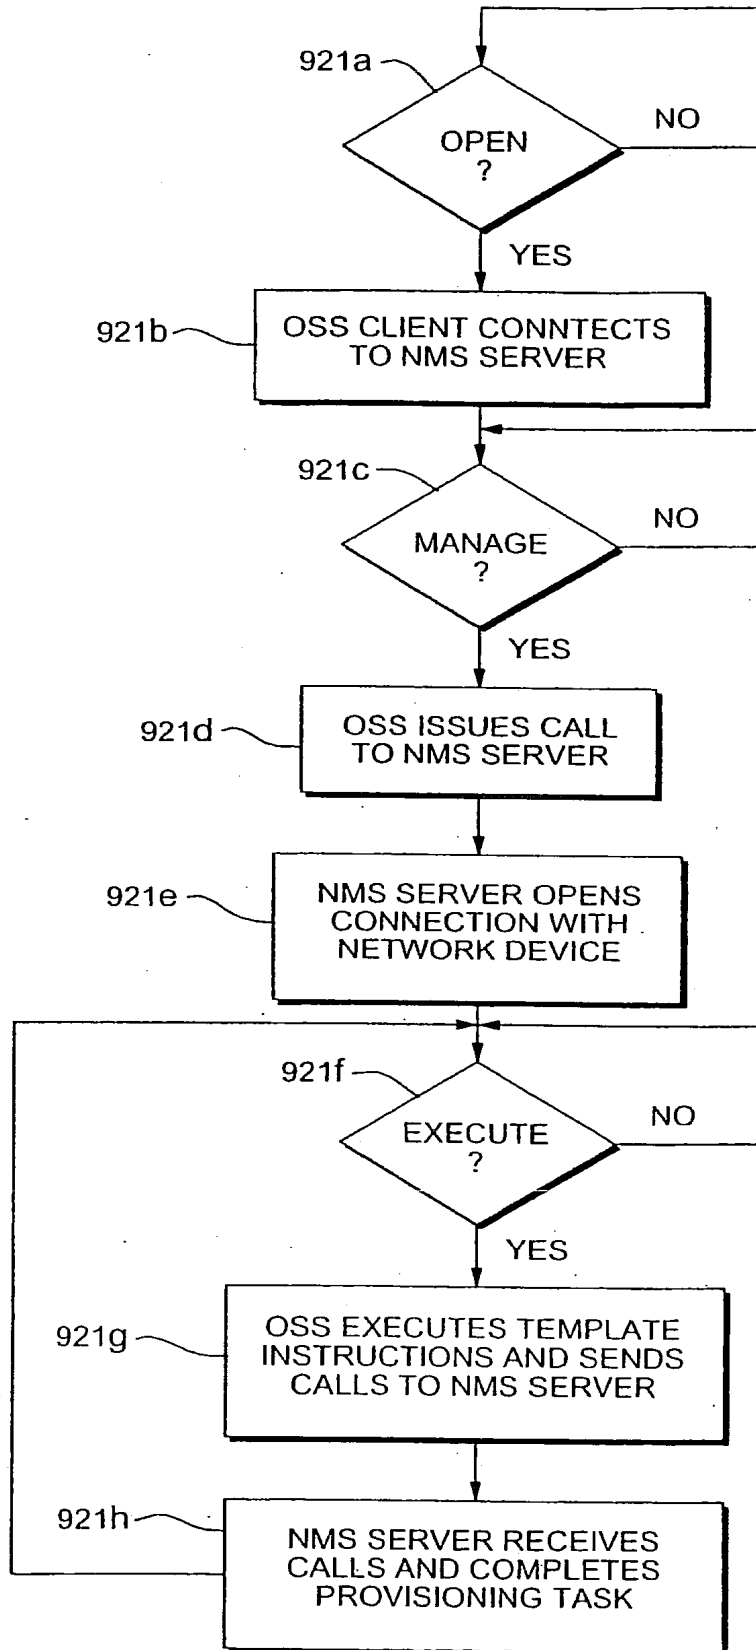 921a
OPEN
?
NO
YES
921b
OSS CLIENT CONNTECTS
TO NMS SERVER
921c
MANAGE
?
NO
YES
921d
OSS ISSUES CALL
TO NMS SERVER
921e
NMS SERVER OPENS
CONNECTION WITH
NETWORK DEVICE
921f
EXECUTE
?
NO
YES
921g
OSS EXECUTES TEMPLATE
INSTRUCTIONS AND SENDS
CALLS TO NMS SERVER
921h
NMS SERVER RECEIVES
CALLS AND COMPLETES
PROVISIONING TASK